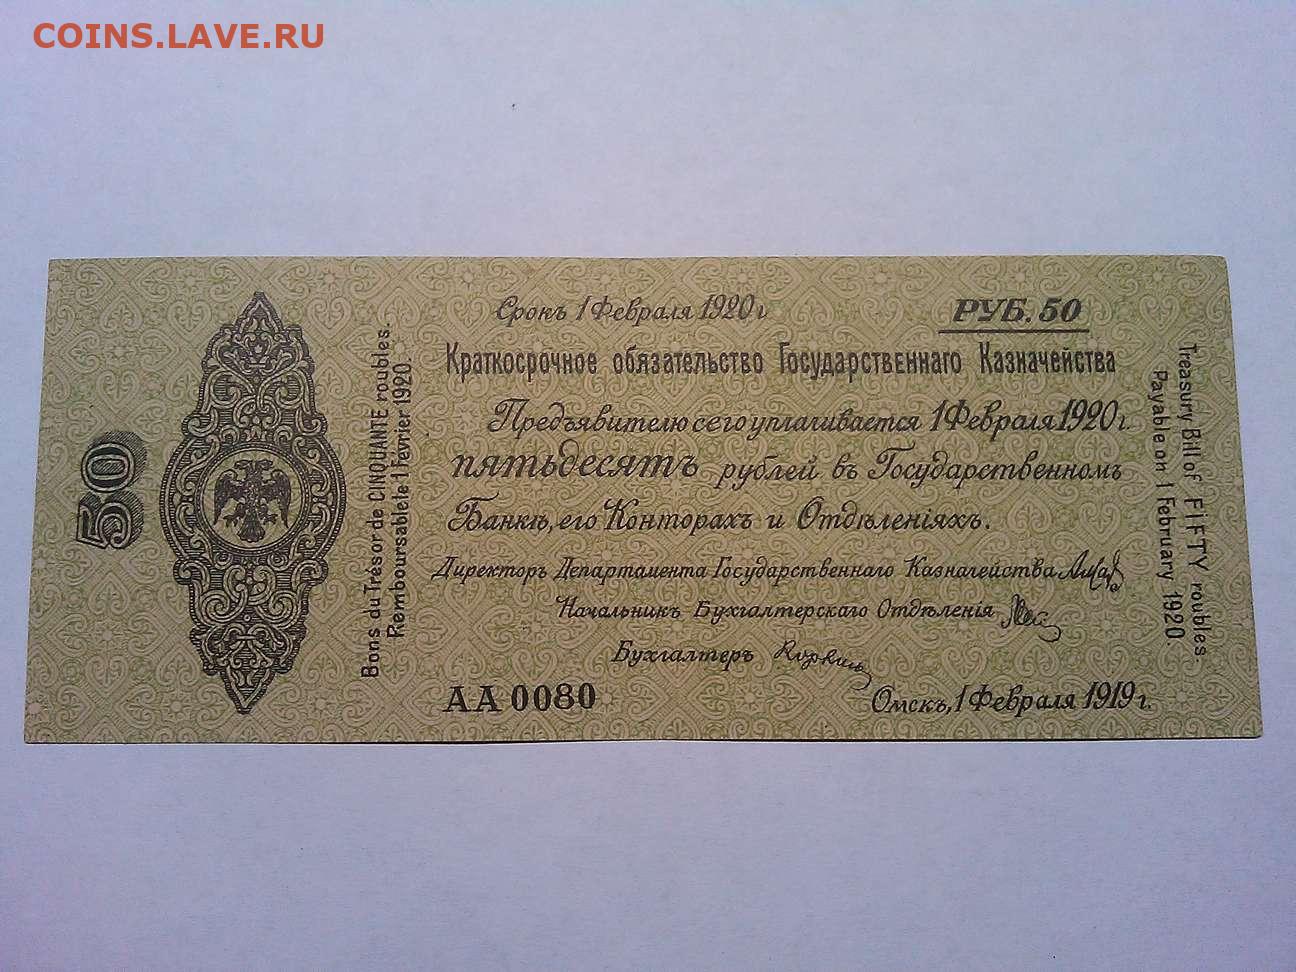 COINS.LAVE.RU
50
Bons du Trésor de CINQUANTE roubles.
Remboursable le 1 Fevrier 1920.
Срокъ 1 Февраля 1920 г
РУБ. 50
Краткосрочное обязательство Государственнаго Казначейства
Предъявителю сего уплачивается 1 Февраля 1920 г.
пятьдесятъ рублей въ Государственномъ
Банкѣ, его Конторахъ и Отдѣленіяхъ.
Директоръ Департамента Государственнаго Казначейства
Начальникъ Бухгалтерскаго Отдѣленія
Бухгалтеръ
АА 0080
Омскъ, 1 Февраля 1919 г.
Treasury Bill of FiFTY roubles.
Payable on 1 February 1920.